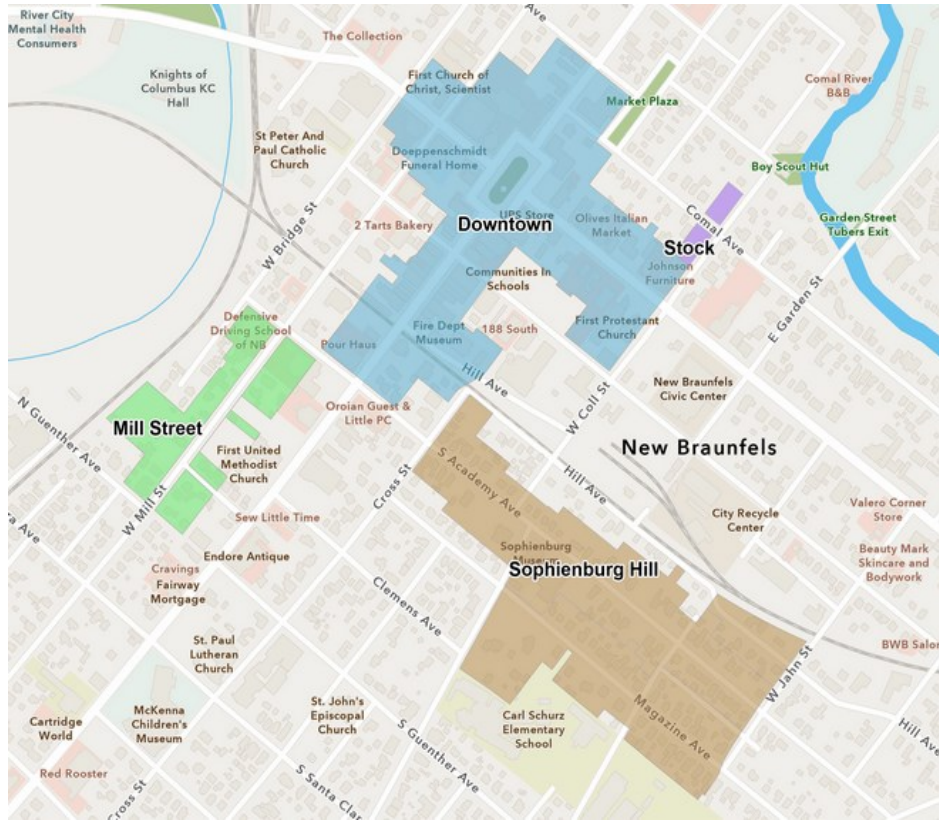 River City
Mental Health
Consumers
The Collection
Ave
Knights of
Columbus KC
Hall
First Church of
Christ, Scientist
Comal River
B&B
Market Plaza
St Peter And
Paul Catholic
Church
Doeppenschmidt
Funeral Home
Boy Scout Hut
2 Tarts Bakery
UPS Store
Downtown
Olives Italian
Market
Comal Ave
Garden Street
Tubers Exit
W Bridge St
Stock
Johnson
Furniture
Communities In
Schools
E Garden St
Defensive
Driving School
of NB
Pour Haus
Fire Dept
Museum
188 South
First Protestant
Church
Hill Ave
New Braunfels
Civic Center
W Coll St
N Guenther Ave
Mill Street
Oroian Guest &
Little PC
New Braunfels
First United
Methodist
Church
S Academy Ave
Hill Ave
Cross St
W Mill St
Sew Little Time
City Recycle
Center
Valero Corner
Store
a Ave
Endore Antique
Sophienburg
Sophienburg Hill
Beauty Mark
Skincare and
Bodywork
Cravings
Fairway
Mortgage
Clemens Ave
St. Paul
Lutheran
Church
BWB Salon
W Jahn St
McKenna
Children's
Museum
St. John's
Episcopal
Church
Carl Schurz
Elementary
School
Magazine Ave
Cartridge
World
S Guenther Ave
Hill Ave
Red Rooster
Cross St
S Santa Clar